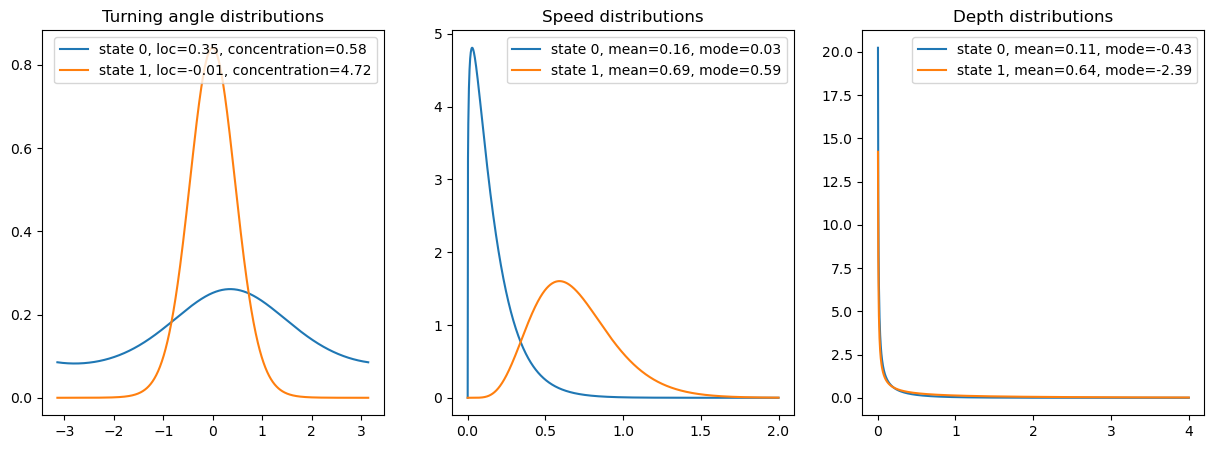 Turning angle distributions
state 0, loc=0.35, concentration=0.58
state 1, loc=-0.01, concentration=4.72
0.8
0.6
0.4
0.2
0.0
−3 −2 −1 0 1 2 3
Speed distributions
state 0, mean=0.16, mode=0.03
state 1, mean=0.69, mode=0.59
5
4
3
2
1
0
0.0 0.5 1.0 1.5 2.0
Depth distributions
state 0, mean=0.11, mode=-0.43
state 1, mean=0.64, mode=-2.39
20.0
17.5
15.0
12.5
10.0
7.5
5.0
2.5
0.0
0 1 2 3 4